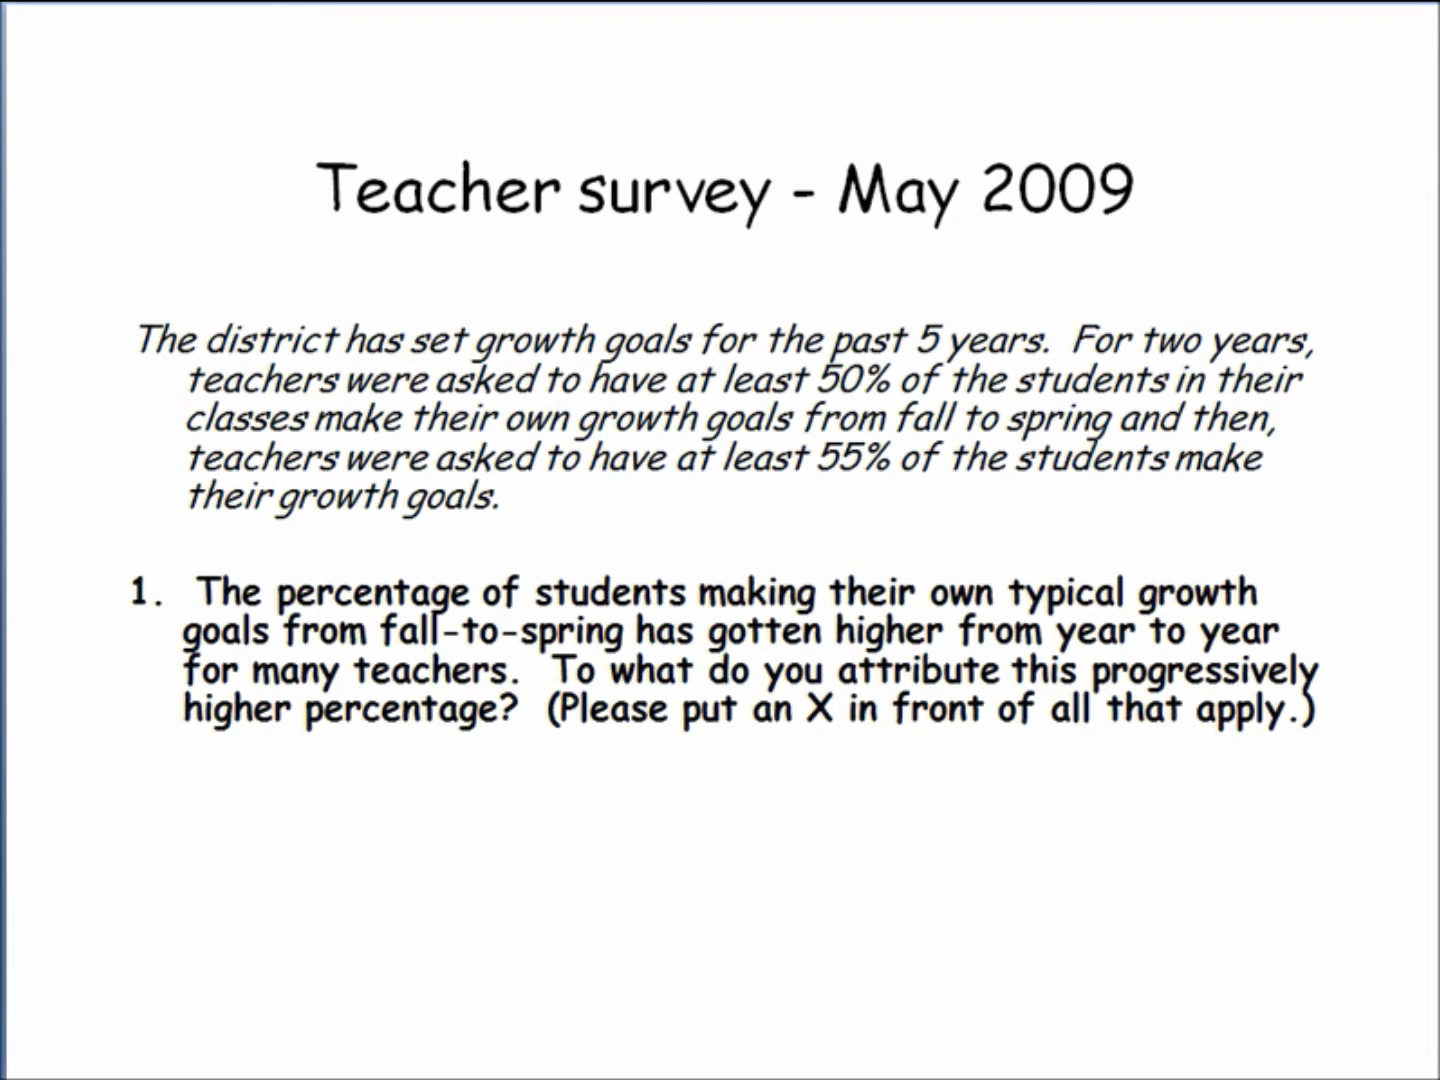 Teacher survey - May 2009
The district has set growth goals for the past 5 years. For two years,
teachers were asked to have at least 50% of the students in their
classes make their own growth goals from fall to spring and then,
teachers were asked to have at least 55% of the students make
their growth goals.
1. The percentage of students making their own typical growth
goals from fall-to-spring has gotten higher from year to year
for many teachers. To what do you attribute this progressively
higher percentage? (Please put an X in front of all that apply.)